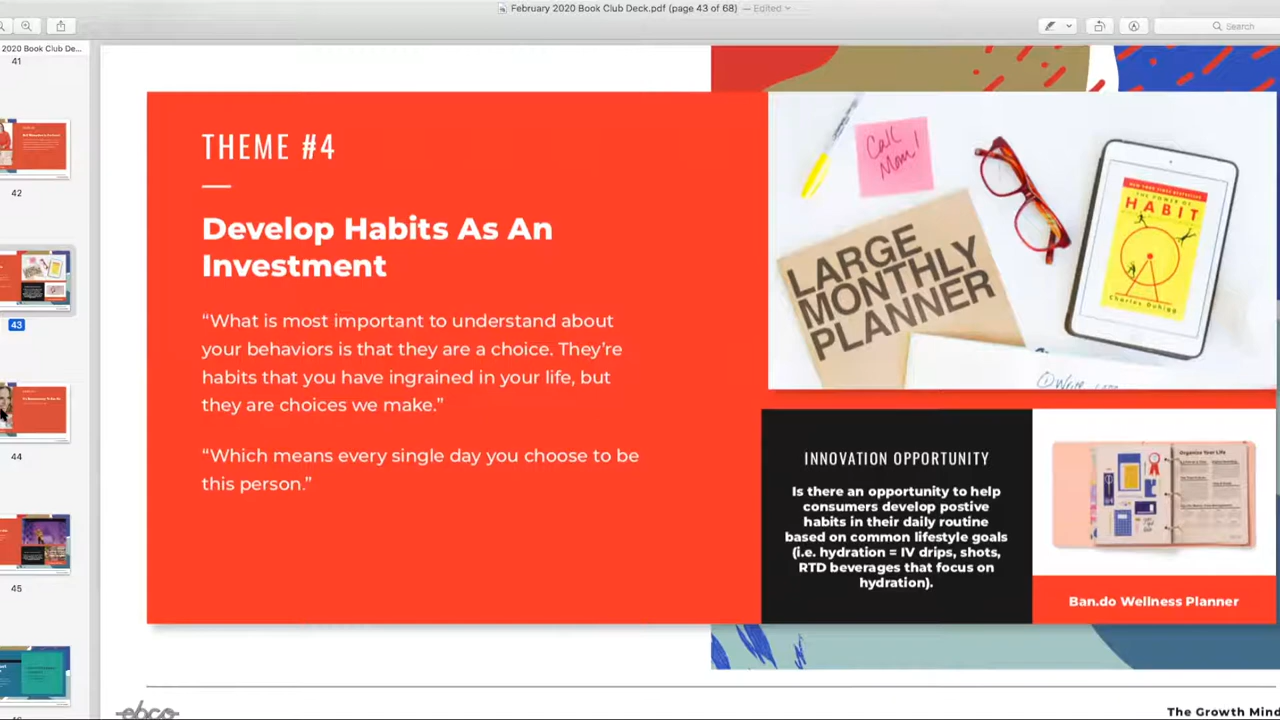 February 2020 Book Club Deck.pdf (page 43 of 68) — Edited
Search
2020 Book Club De...
41
42
43
44
45
THEME #4
Develop Habits As An
Investment
“What is most important to understand about
your behaviors is that they are a choice. They’re
habits that you have ingrained in your life, but
they are choices we make.”
“Which means every single day you choose to be
this person.”
Call
Mom!
LARGE
MONTHLY
PLANNER
NEW YORK TIMES BESTSELLER
THE POWER OF
HABIT
Charles Duhigg
INNOVATION OPPORTUNITY
Is there an opportunity to help
consumers develop postive
habits in their daily routine
based on common lifestyle goals
(i.e. hydration = IV drips, shots,
RTD beverages that focus on
hydration).
Organize Your Life
Ban.do Wellness Planner
ebco
The Growth Mind